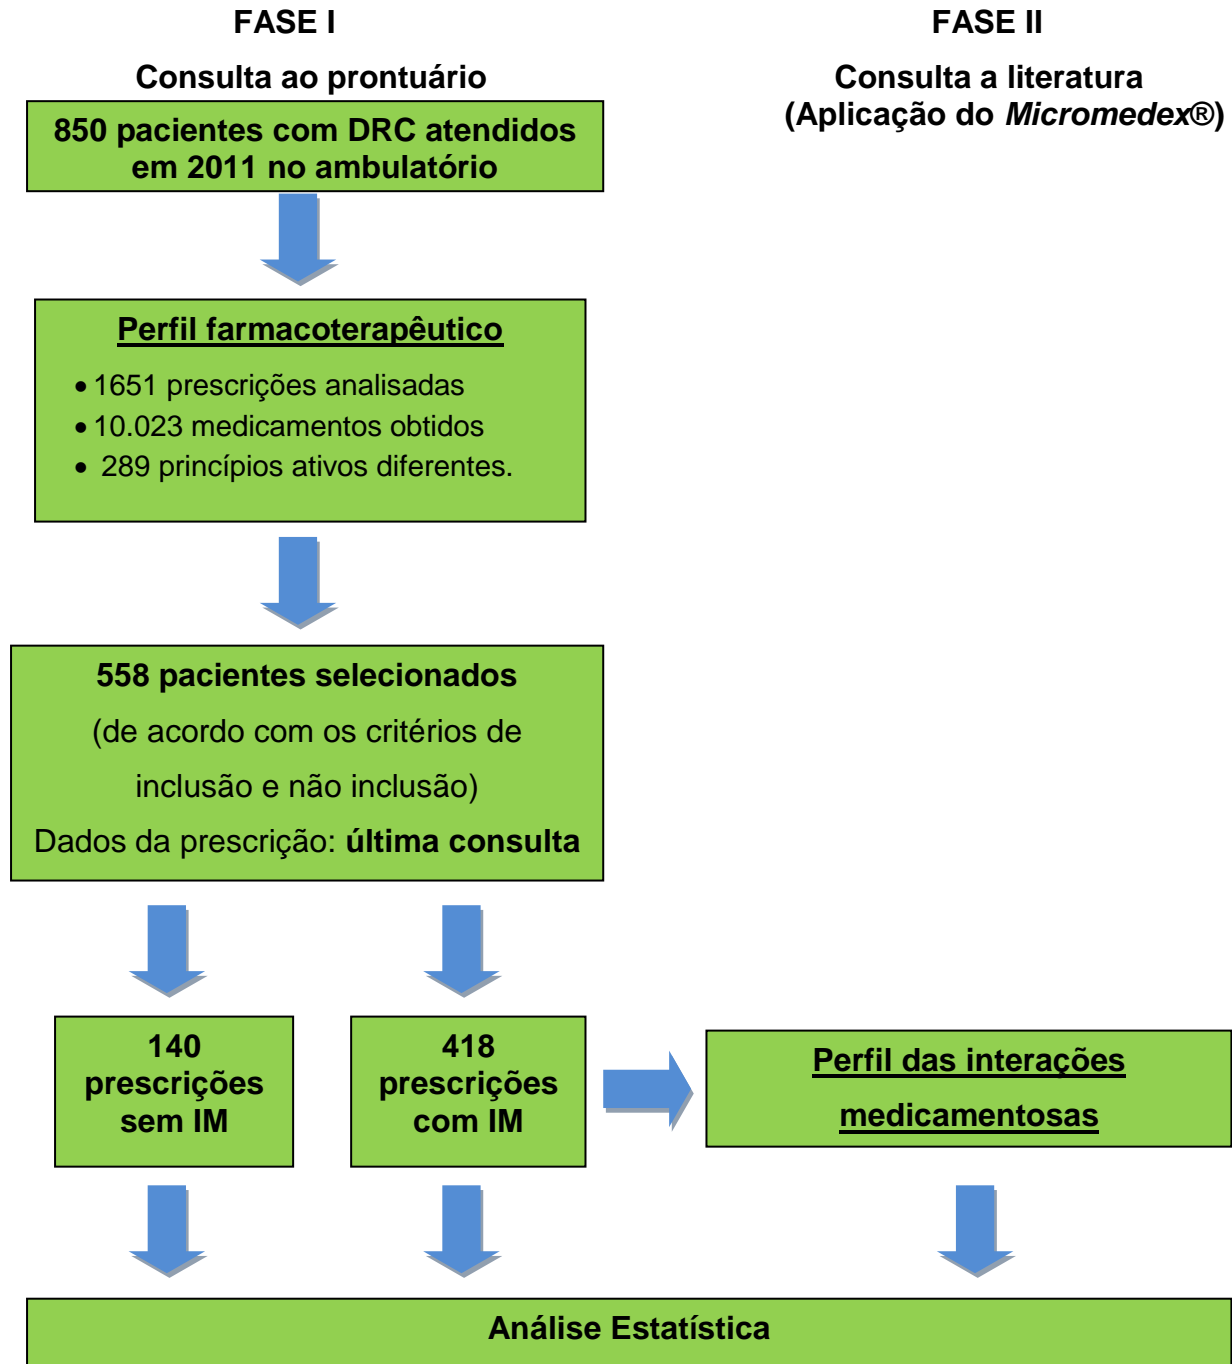 FASE I
Consulta ao prontuário
FASE II
Consulta a literatura
(Aplicação do Micromedex®)
850 pacientes com DRC atendidos
em 2011 no ambulatório
Perfil farmacoterapêutico
• 1651 prescrições analisadas
• 10.023 medicamentos obtidos
• 289 princípios ativos diferentes.
558 pacientes selecionados
(de acordo com os critérios de
inclusão e não inclusão)
Dados da prescrição: última consulta
140
prescrições
sem IM
418
prescrições
com IM
Perfil das interações
medicamentosas
Análise Estatística